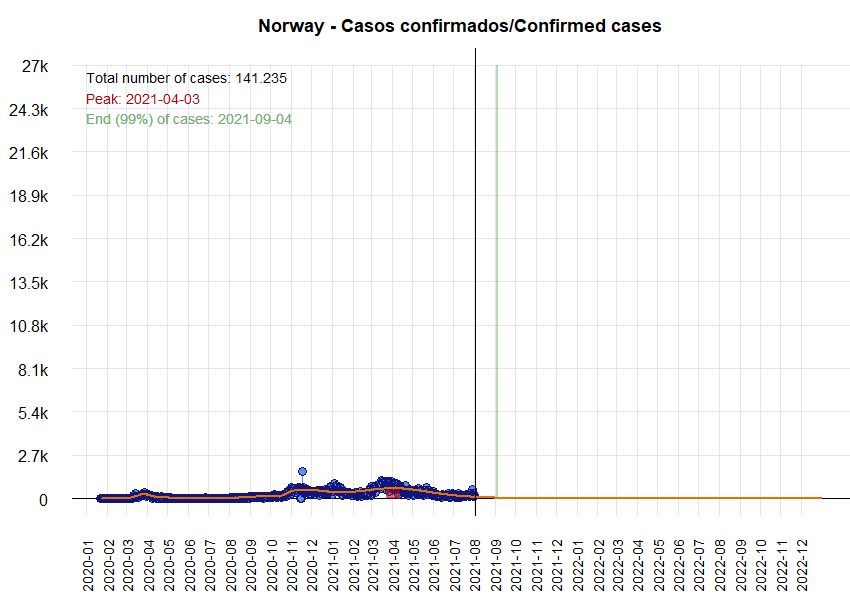 Norway - Casos confirmados/Confirmed cases
27k
Total number of cases: 141.235
Peak: 2021-04-03
24.3k
End (99%) of cases: 2021-09-04
21.6k
18.9k
16.2k
13.5k
10.8k
8.1k
5.4k
2.7k
0
2020-01
2020-02
2020-03
2020-04
2020-05
2020-06
2020-07
2020-08
2020-09
2020-10
2020-11
2020-12
2021-01
2021-02
2021-03
2021-04
2021-05
2021-06
2021-07
2021-08
2021-09
2021-10
2021-11
2021-12
2022-01
2022-02
2022-03
2022-04
2022-05
2022-06
2022-07
2022-08
2022-09
2022-10
2022-11
2022-12